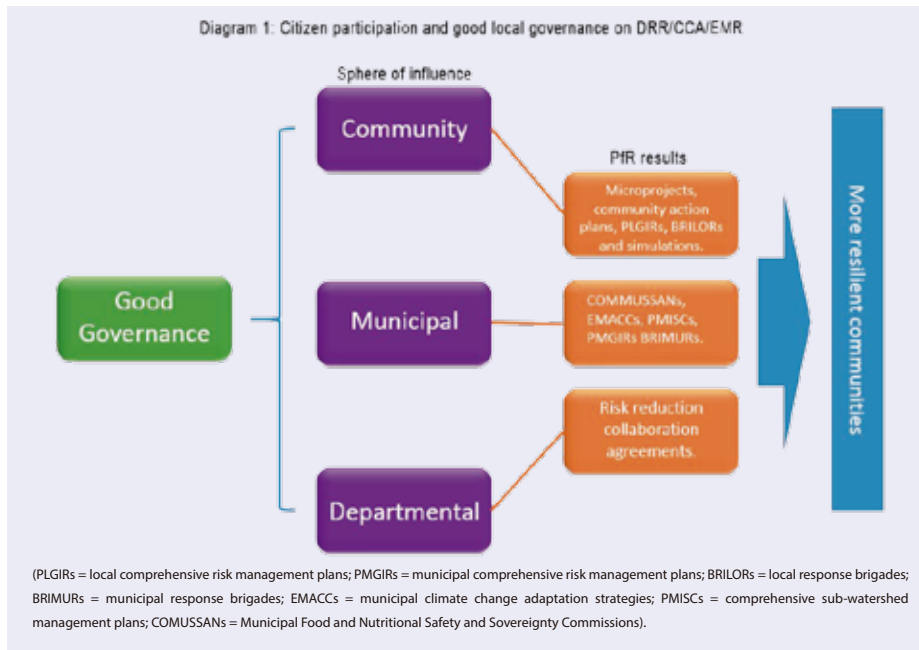 Diagram 1: Citizen participation and good local governance on DRR/CCA/EMR
Sphere of influence
Community
PfR results
Microprojects,
community action
plans, PLGIRs, BRILORs
and simulations.
Good
Governance
Municipal
COMMUSSANs,
EMACCs, PMISCs,
PMGIRs BRIMURs.
Risk reduction
collaboration
agreements.
Departmental
More resilient communities
(PLGIRs = local comprehensive risk management plans; PMGIRs = municipal comprehensive risk management plans; BRILORs = local response brigades;
BRIMURs = municipal response brigades; EMACCs = municipal climate change adaptation strategies; PMISCs = comprehensive sub-watershed
management plans; COMUSSANs = Municipal Food and Nutritional Safety and Sovereignty Commissions).